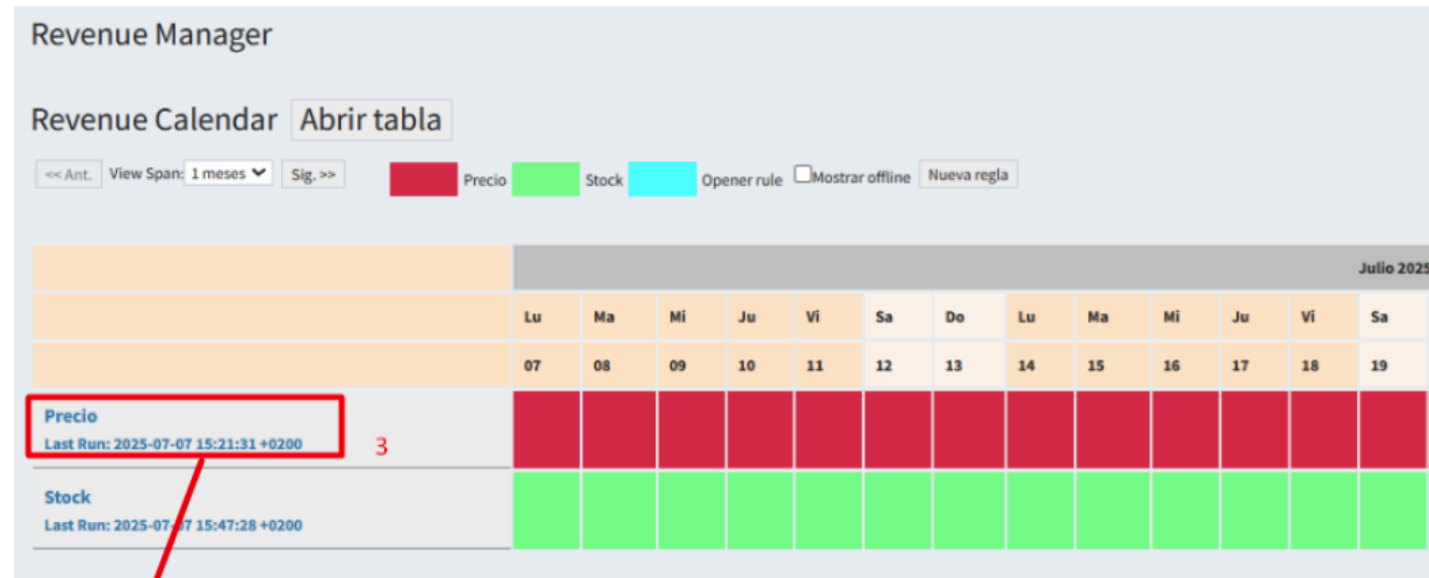 Revenue Manager
Revenue Calendar Abrir tabla
<< Ant. View Span: 1 meses Sig. >> Precio Stock Opener rule Mostrar offline Nueva regla
Julio 2025
Lu Ma Mi Ju Vi Sa Do Lu Ma Mi Ju Vi Sa
07 08 09 10 11 12 13 14 15 16 17 18 19
Precio
Last Run: 2025-07-07 15:21:31 +0200 3
Stock
Last Run: 2025-07-07 15:47:28 +0200